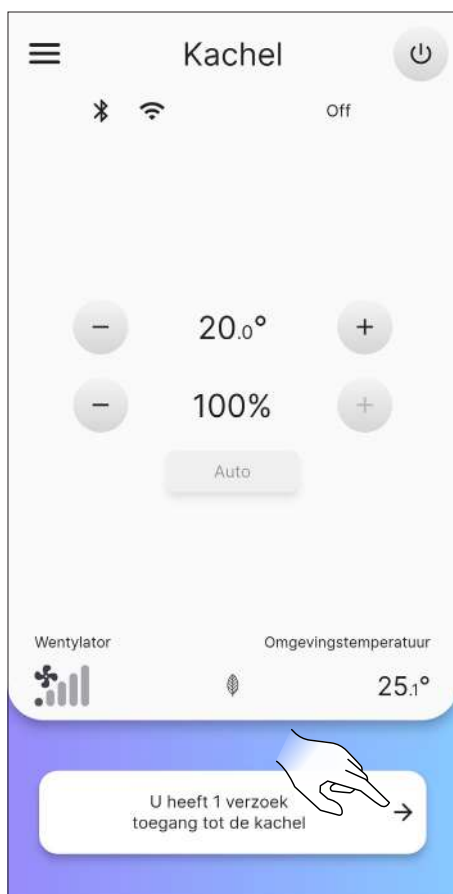 Kachel
Off
20.0°
100%
Auto
Wentylator
Omgevingstemperatuur
25.1°
U heeft 1 verzoek
toegang tot de kachel